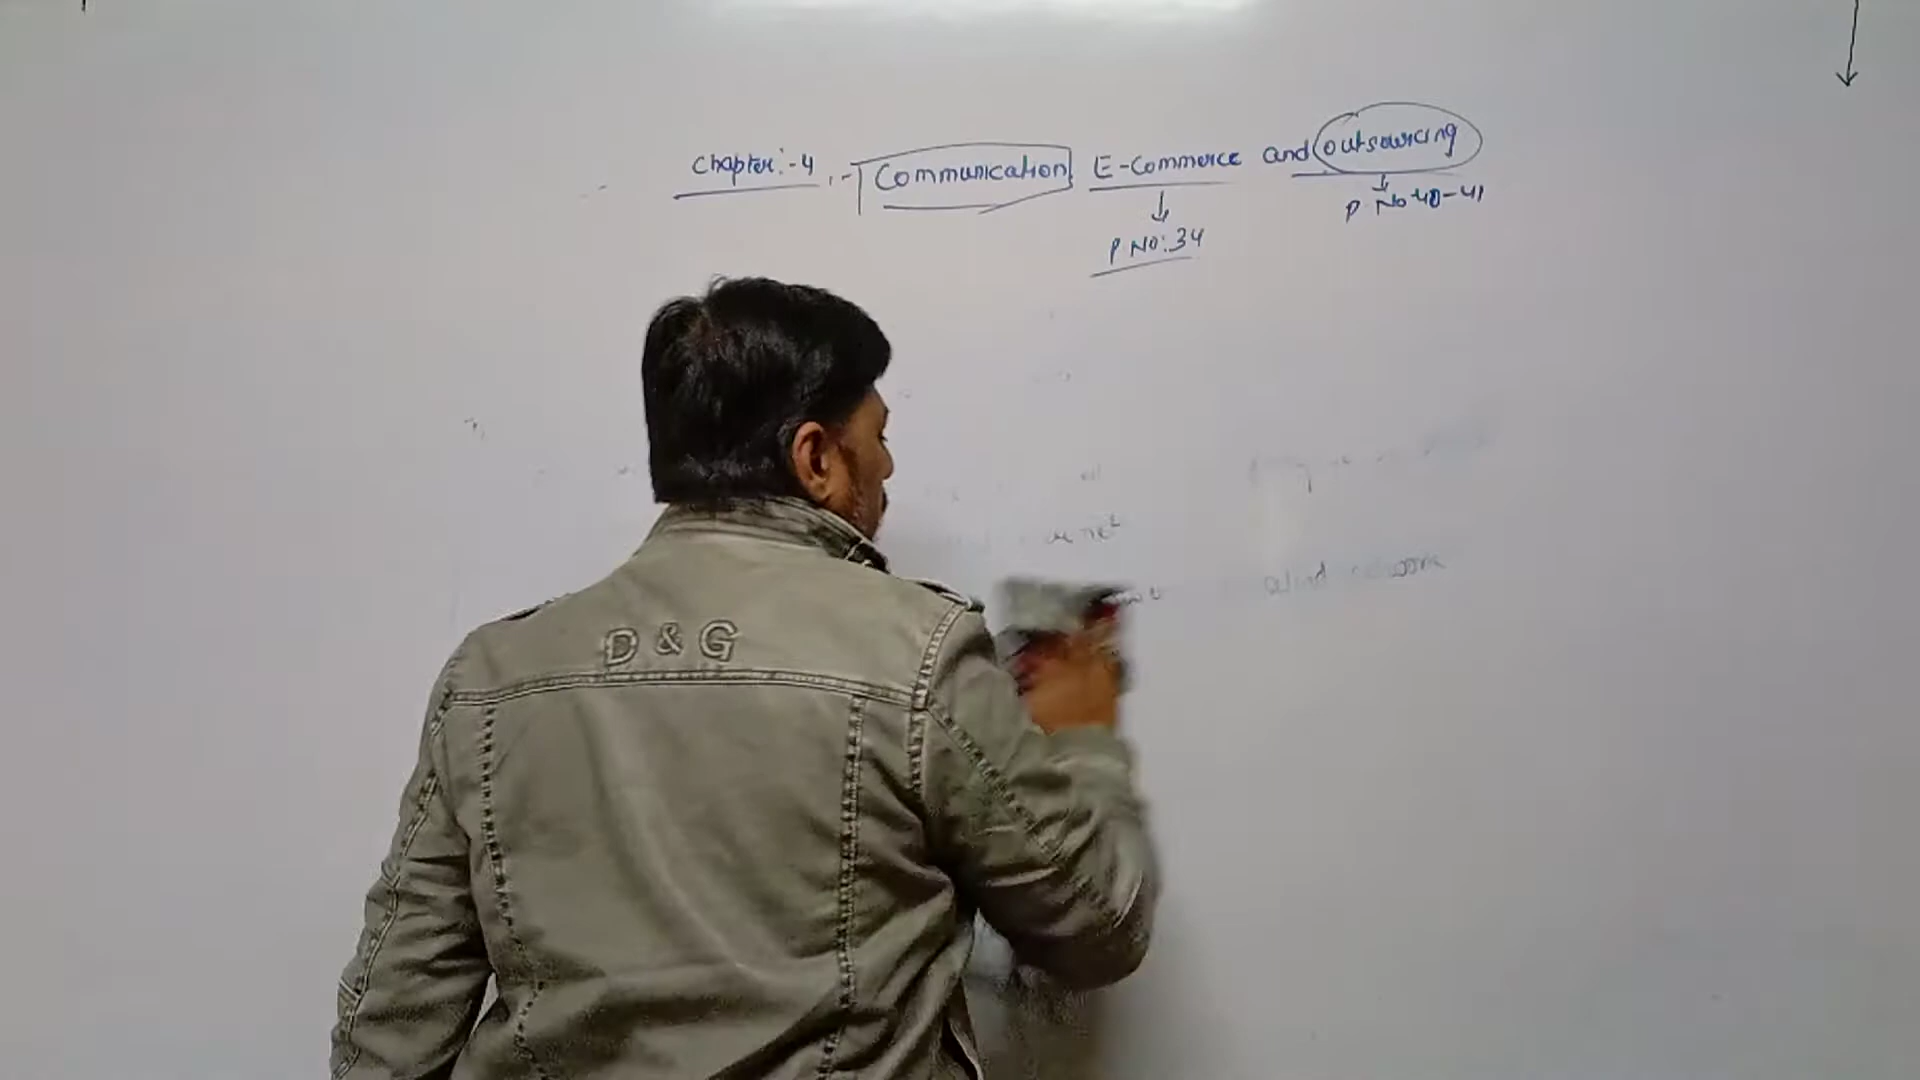 Chapter:-4 :- Communication E-Commerce and outsourcing
P No 40-41
P No:34
D & G